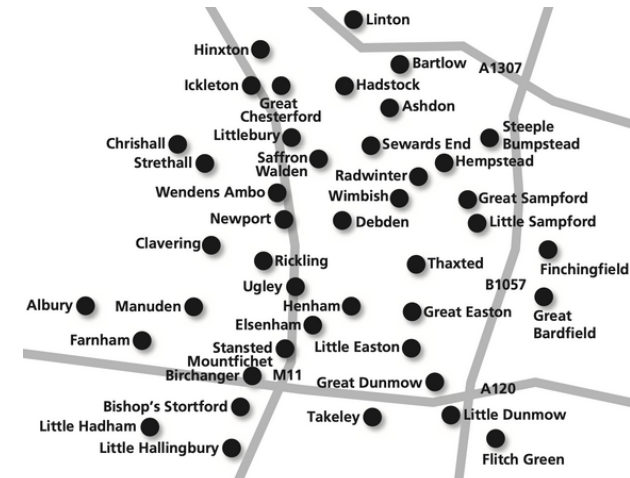 Linton
Hinxton
Bartlow
A1307
Ickleton
Great
Chesterford
Hadstock
Ashdon
Littlebury
Steeple
Bumpstead
Chrishall
Sewards End
Strethall
Saffron
Walden
Hempstead
Radwinter
Wendens Ambo
Wimbish
Great Sampford
Newport
Debden
Little Sampford
Clavering
Rickling
Thaxted
Finchingfield
Ugley
B1057
Albury
Manuden
Henham
Great Easton
Great
Bardfield
Elsenham
Farnham
Stansted
Mountfichet
Little Easton
Birchanger
M11
Great Dunmow
A120
Bishop's Stortford
Takeley
Little Dunmow
Little Hadham
Little Hallingbury
Flitch Green